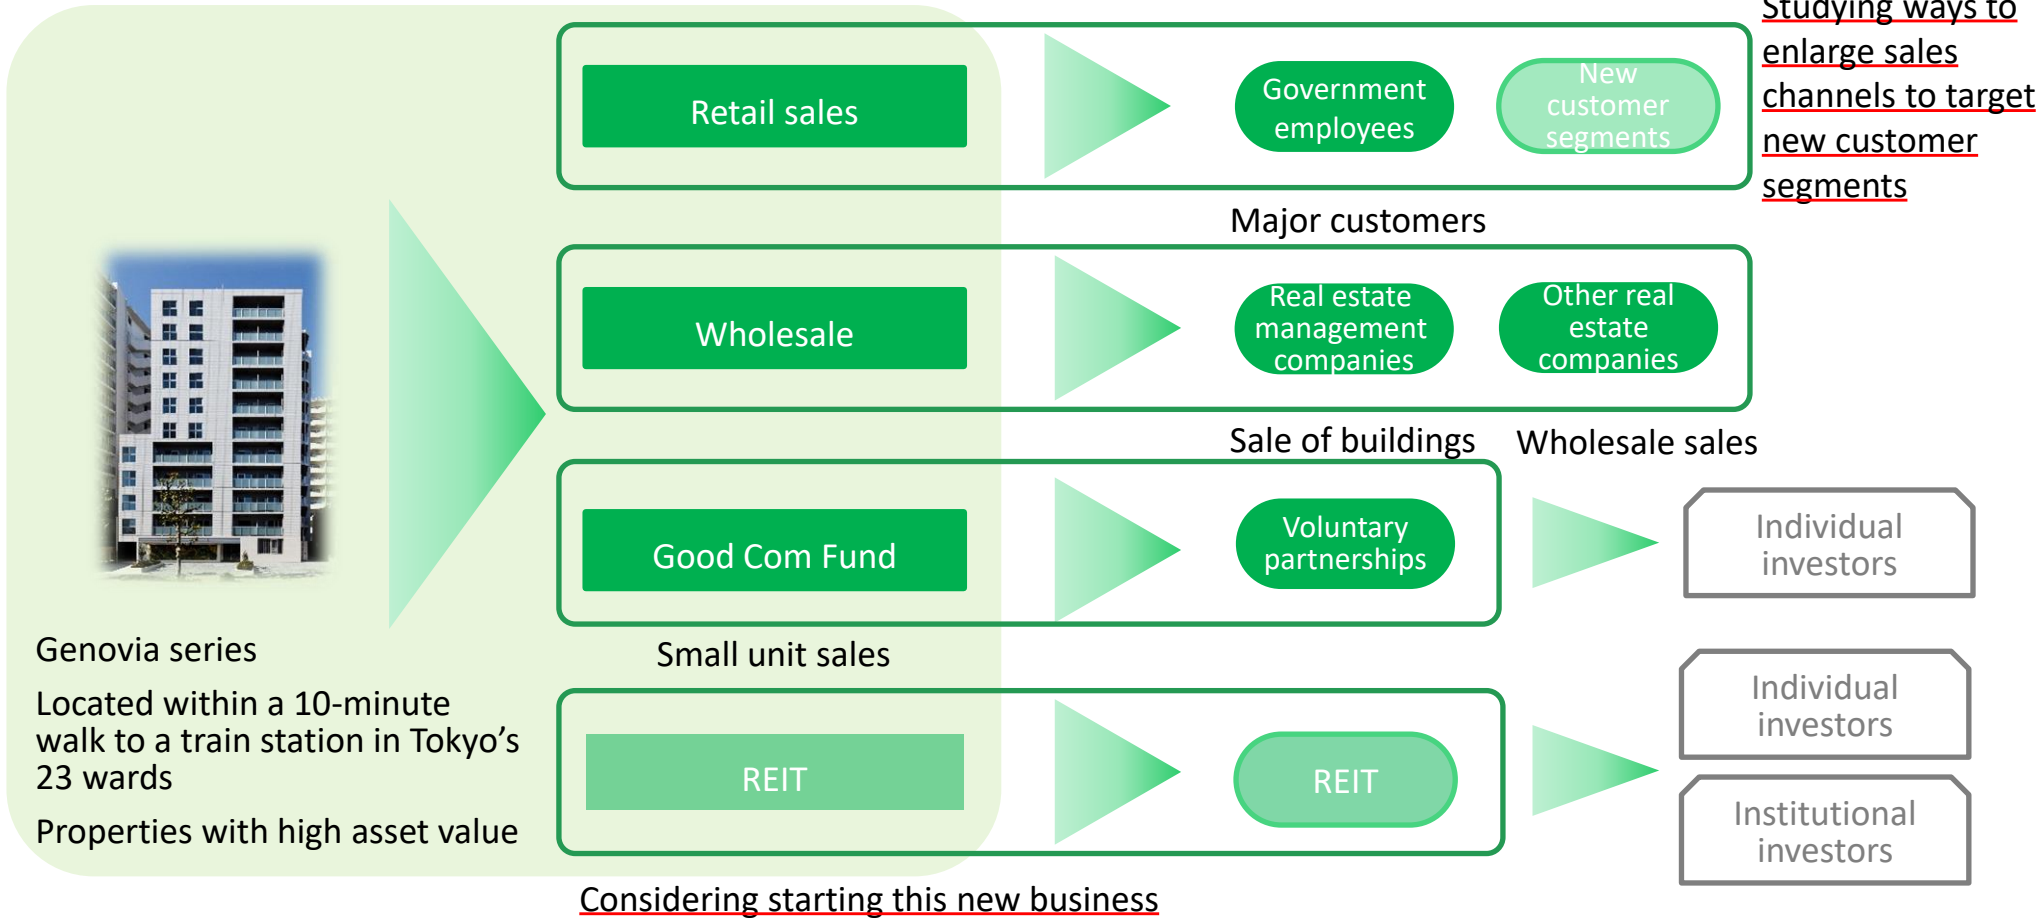 Studying ways to
enlarge sales
channels to target
new customer
segments
Retail sales
Government
employees
New
customer
segments
Major customers
Wholesale
Real estate
management
companies
Other real
estate
companies
Sale of buildings
Wholesale sales
Good Com Fund
Voluntary
partnerships
Individual
investors
Small unit sales
Genovia series
Located within a 10-minute
walk to a train station in Tokyo’s
23 wards
Properties with high asset value
REIT
REIT
Individual
investors
Institutional
investors
Considering starting this new business